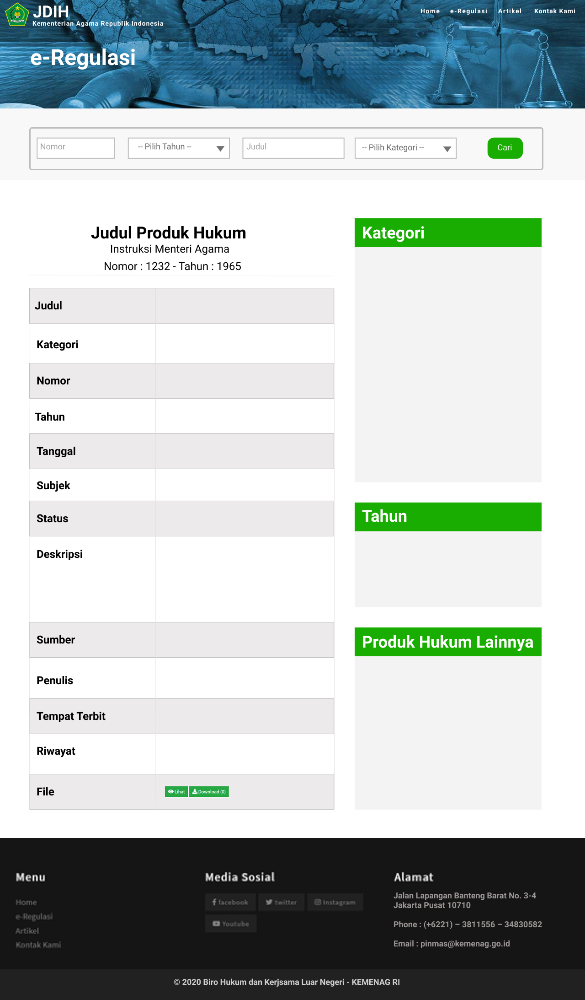 JDIH
Kementerian Agama Republik Indonesia
Home e-Regulasi Artikel Kontak Kami
e-Regulasi
Nomor
-- Pilih Tahun --
Judul
-- Pilih Kategori --
Cari
Judul Produk Hukum
Instruksi Menteri Agama
Nomor : 1232 - Tahun : 1965
Judul
Kategori
Nomor
Tahun
Tanggal
Subjek
Status
Deskripsi
Sumber
Penulis
Tempat Terbit
Riwayat
File
Lihat
Download (0)
Kategori
Tahun
Produk Hukum Lainnya
Menu
Home
e-Regulasi
Artikel
Kontak Kami
Media Sosial
facebook
twitter
Instagram
Youtube
Alamat
Jalan Lapangan Banteng Barat No. 3-4
Jakarta Pusat 10710
Phone : (+6221) – 3811556 – 34830582
Email : pinmas@kemenag.go.id
© 2020 Biro Hukum dan Kerjsama Luar Negeri - KEMENAG RI